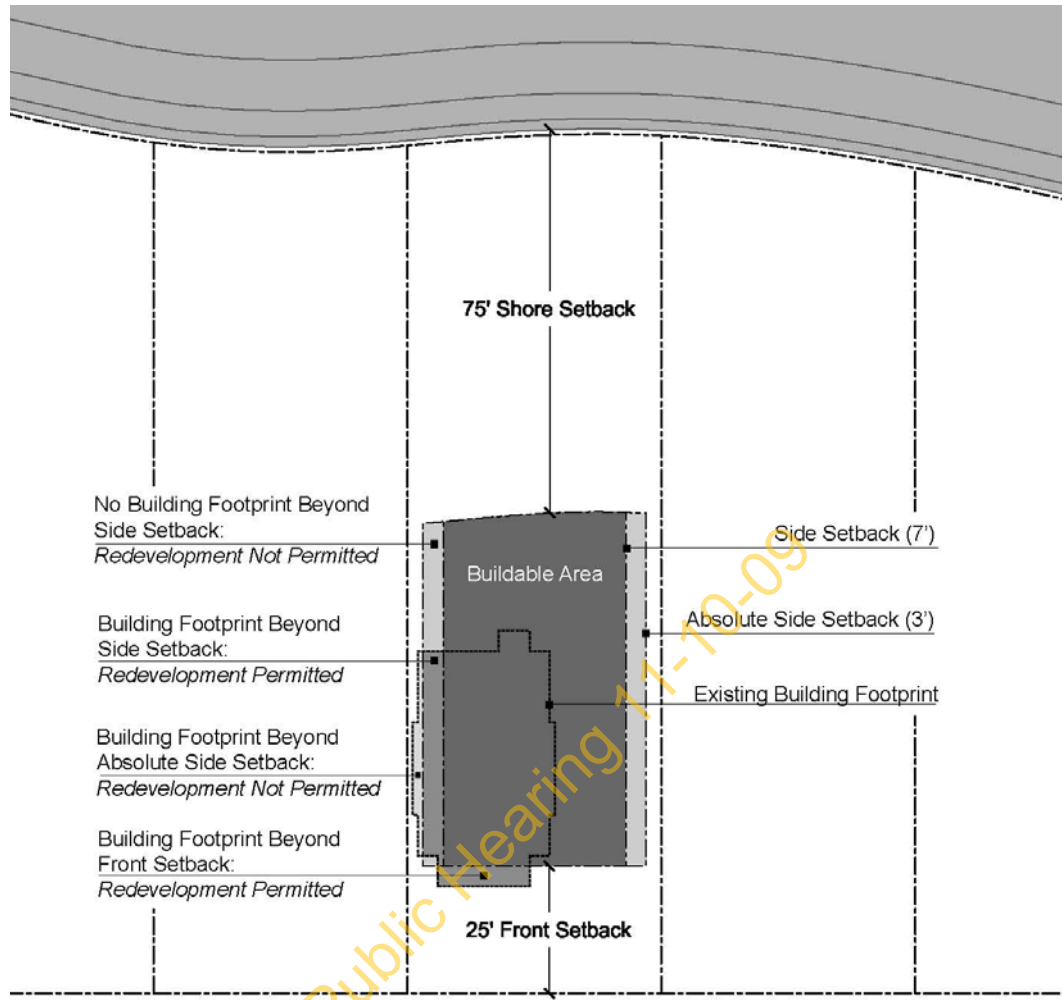 75' Shore Setback
No Building Footprint Beyond
Side Setback:
Redevelopment Not Permitted
Side Setback (7')
Buildable Area
Building Footprint Beyond
Side Setback:
Redevelopment Permitted
Absolute Side Setback (3')
Existing Building Footprint
Building Footprint Beyond
Absolute Side Setback:
Redevelopment Not Permitted
Building Footprint Beyond
Front Setback:
Redevelopment Permitted
25' Front Setback
Public Hearing 11-10-09